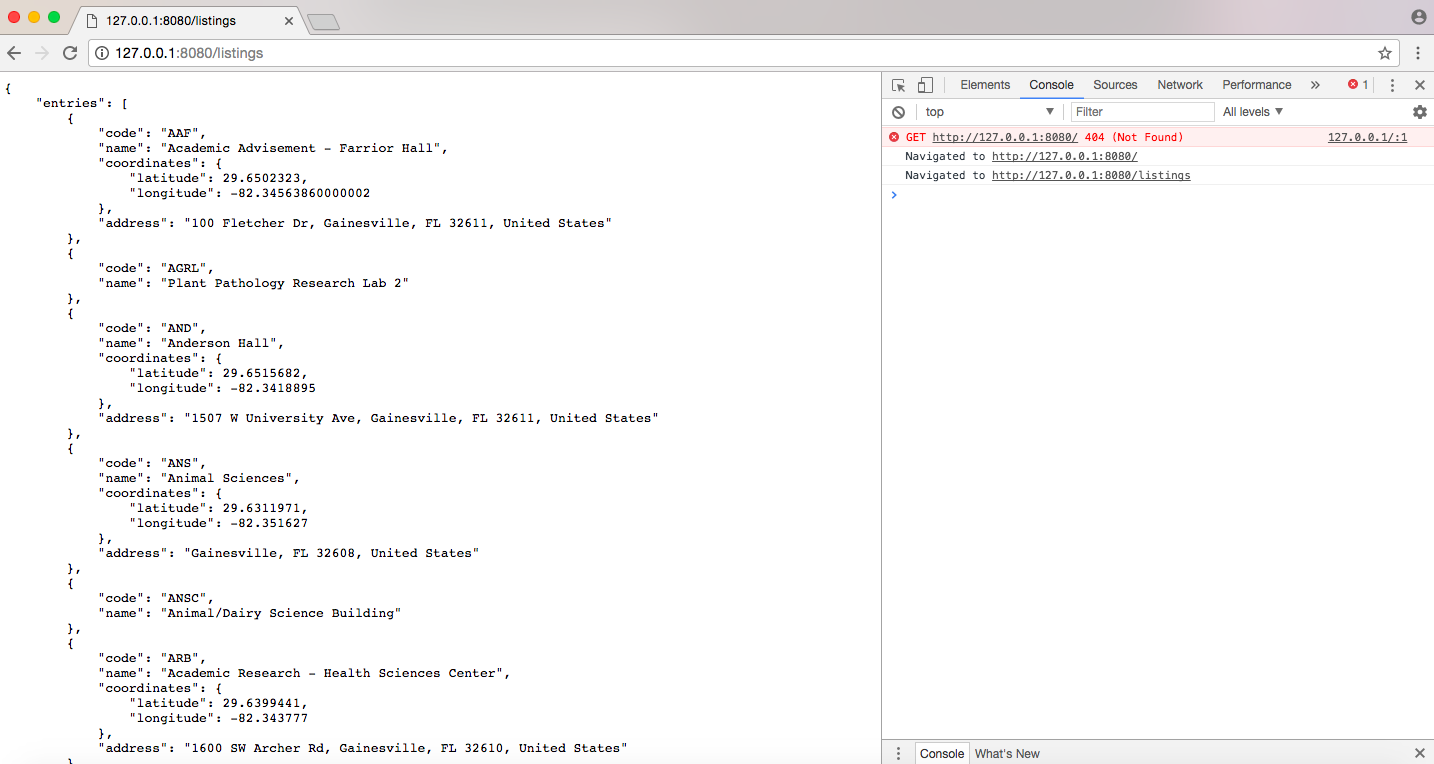 127.0.0.1:8080/listings
127.0.0.1:8080/listings
{
    "entries": [
        {
            "code": "AAF",
            "name": "Academic Advisement - Farrior Hall",
            "coordinates": {
                "latitude": 29.6502323,
                "longitude": -82.34563860000002
            },
            "address": "100 Fletcher Dr, Gainesville, FL 32611, United States"
        },
        {
            "code": "AGRL",
            "name": "Plant Pathology Research Lab 2"
        },
        {
            "code": "AND",
            "name": "Anderson Hall",
            "coordinates": {
                "latitude": 29.6515682,
                "longitude": -82.3418895
            },
            "address": "1507 W University Ave, Gainesville, FL 32611, United States"
        },
        {
            "code": "ANS",
            "name": "Animal Sciences",
            "coordinates": {
                "latitude": 29.6311971,
                "longitude": -82.351627
            },
            "address": "Gainesville, FL 32608, United States"
        },
        {
            "code": "ANSC",
            "name": "Animal/Dairy Science Building"
        },
        {
            "code": "ARB",
            "name": "Academic Research - Health Sciences Center",
            "coordinates": {
                "latitude": 29.6399441,
                "longitude": -82.343777
            },
            "address": "1600 SW Archer Rd, Gainesville, FL 32610, United States"
        }
Elements Console Sources Network Performance » 1
top Filter All levels
GET http://127.0.0.1:8080/ 404 (Not Found) 127.0.0.1/:1
Navigated to http://127.0.0.1:8080/
Navigated to http://127.0.0.1:8080/listings
>
Console What's New